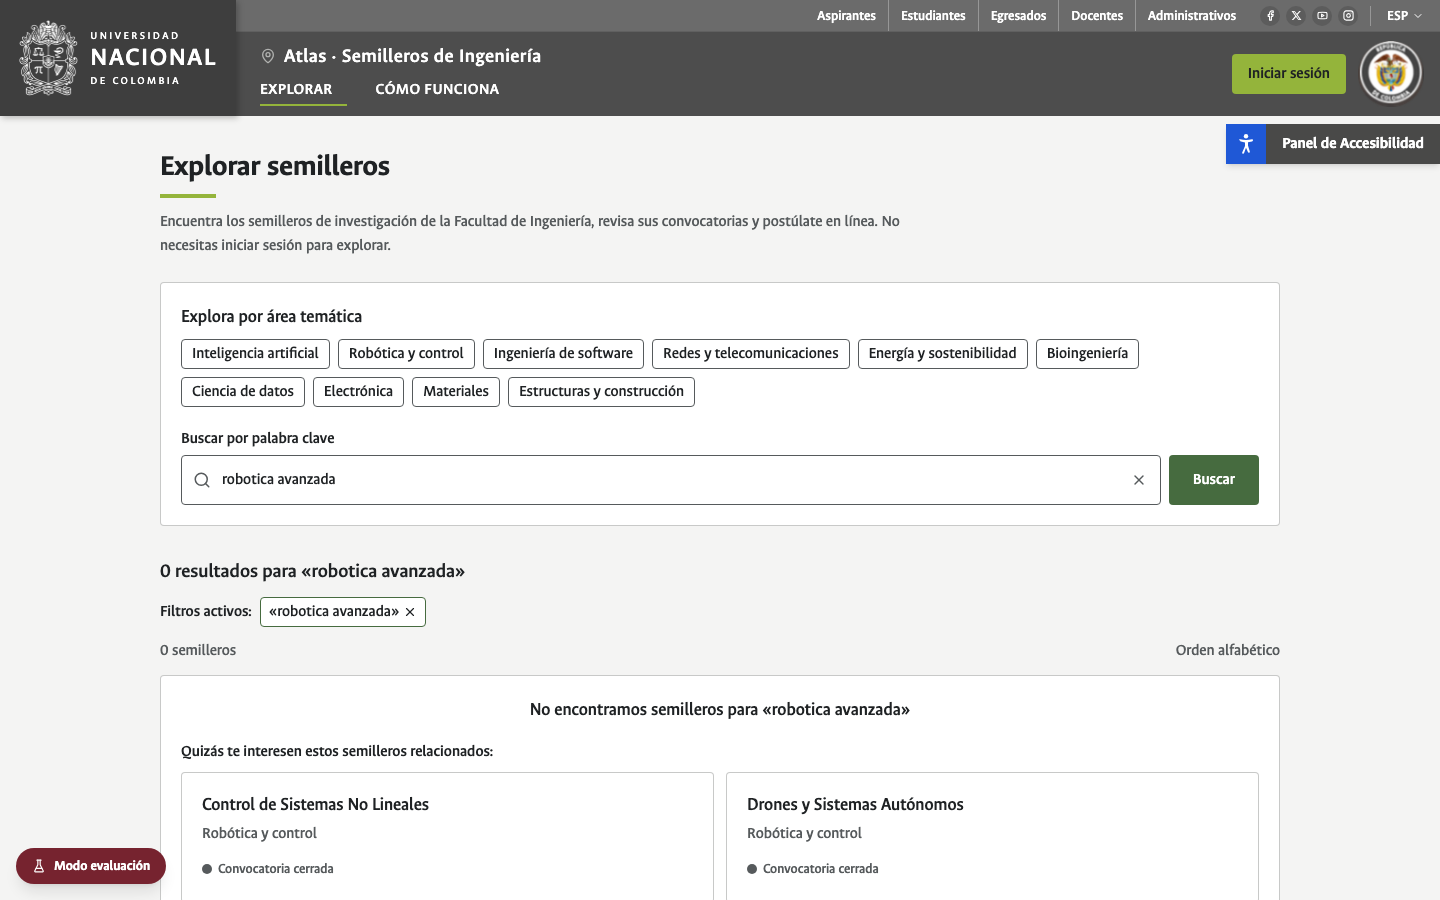 UNIVERSIDAD
NACIONAL
DE COLOMBIA
Aspirantes
Estudiantes
Egresados
Docentes
Administrativos
ESP
Atlas · Semilleros de Ingeniería
EXPLORAR
CÓMO FUNCIONA
Iniciar sesión
Panel de Accesibilidad
Explorar semilleros
Encuentra los semilleros de investigación de la Facultad de Ingeniería, revisa sus convocatorias y postúlate en línea. No
necesitas iniciar sesión para explorar.
Explora por área temática
Inteligencia artificial
Robótica y control
Ingeniería de software
Redes y telecomunicaciones
Energía y sostenibilidad
Bioingeniería
Ciencia de datos
Electrónica
Materiales
Estructuras y construcción
Buscar por palabra clave
robotica avanzada
Buscar
0 resultados para «robotica avanzada»
Filtros activos:
«robotica avanzada»
0 semilleros
Orden alfabético
No encontramos semilleros para «robotica avanzada»
Quizás te interesen estos semilleros relacionados:
Control de Sistemas No Lineales
Robótica y control
Convocatoria cerrada
Drones y Sistemas Autónomos
Robótica y control
Convocatoria cerrada
Modo evaluación